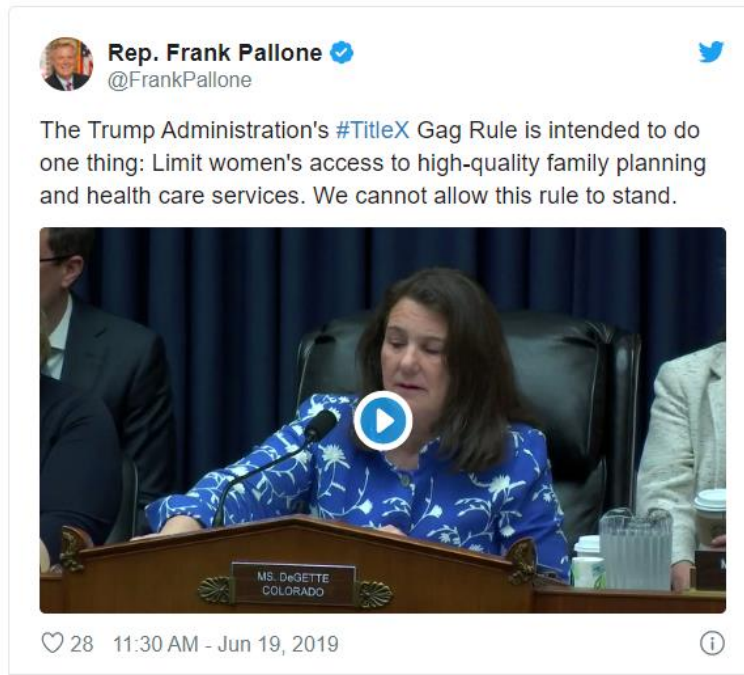 Rep. Frank Pallone
@FrankPallone
The Trump Administration's #TitleX Gag Rule is intended to do
one thing: Limit women's access to high-quality family planning
and health care services. We cannot allow this rule to stand.
MS. DeGETTE
COLORADO
M
28 11:30 AM - Jun 19, 2019